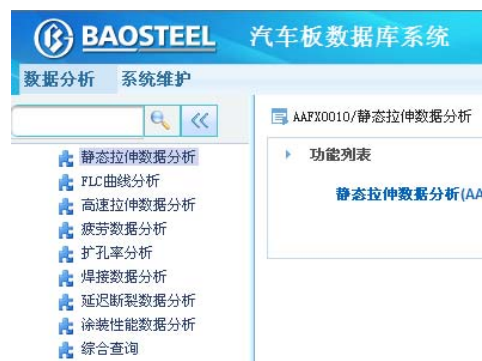 BAOSTEEL 汽车板数据库系统
数据分析 系统维护
AAFX0010/静态拉伸数据分析
功能列表
静态拉伸数据分析(AA
静态拉伸数据分析
FLC曲线分析
高速拉伸数据分析
疲劳数据分析
扩孔率分析
焊接数据分析
延迟断裂数据分析
涂装性能数据分析
综合查询